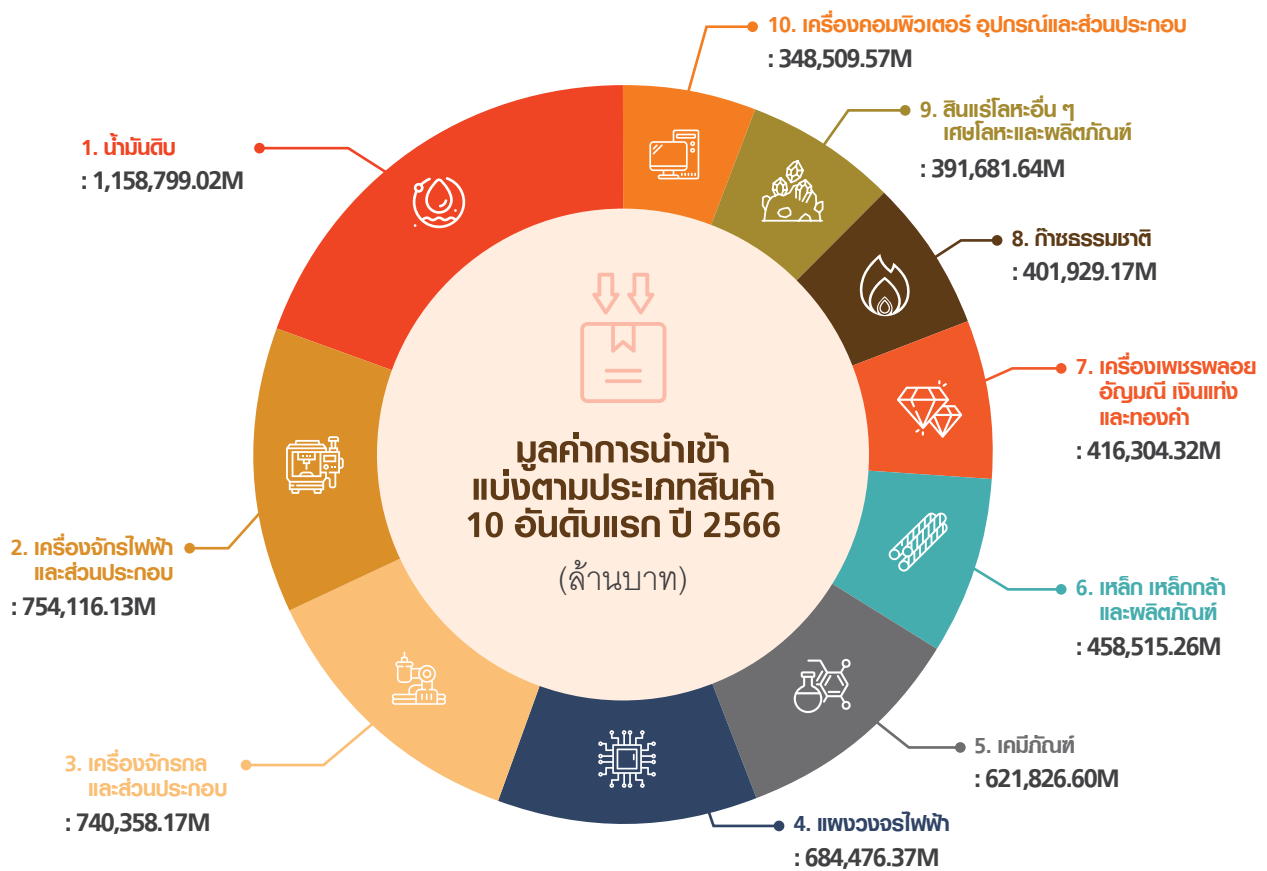 มูลค่าการนำเข้า
แบ่งตามประเภทสินค้า
10 อันดับแรก ปี 2566
(ล้านบาท)
1. น้ำมันดิบ
: 1,158,799.02M
2. เครื่องจักรไฟฟ้า
และส่วนประกอบ
: 754,116.13M
3. เครื่องจักรกล
และส่วนประกอบ
: 740,358.17M
4. แผงวงจรไฟฟ้า
: 684,476.37M
5. เคมีภัณฑ์
: 621,826.60M
6. เหล็ก เหล็กกล้า
และผลิตภัณฑ์
: 458,515.26M
7. เครื่องเพชรพลอย
อัญมณี เงินแท่ง
และทองคำ
: 416,304.32M
8. ก๊าซธรรมชาติ
: 401,929.17M
9. สินแร่โลหะอื่น ๆ
เศษโลหะและผลิตภัณฑ์
: 391,681.64M
10. เครื่องคอมพิวเตอร์ อุปกรณ์และส่วนประกอบ
: 348,509.57M